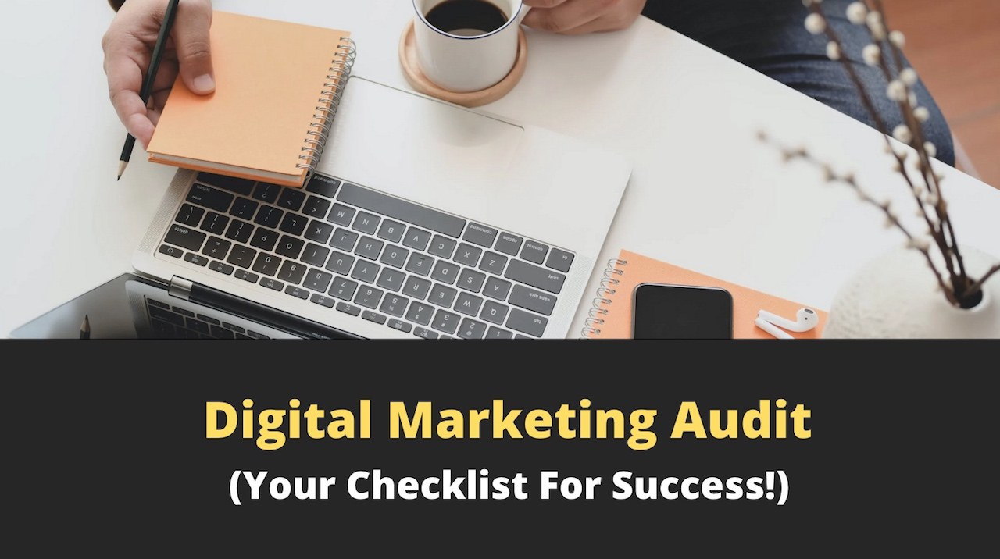 Digital Marketing Audit
(Your Checklist For Success!)